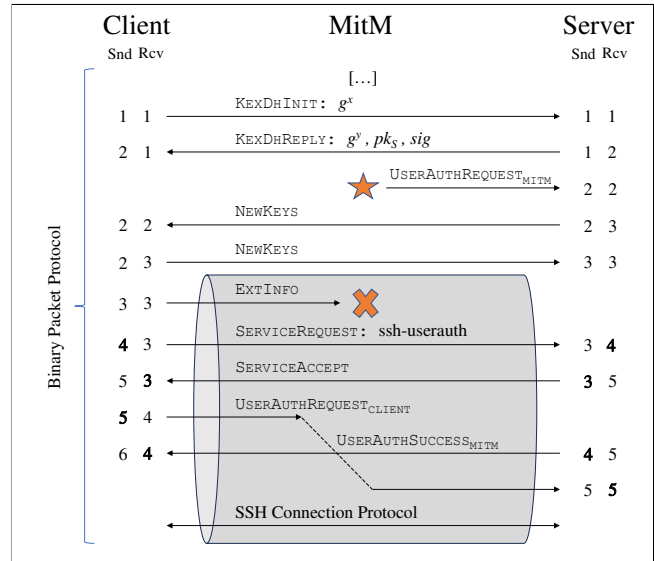 Client MitM Server
Snd Rcv Snd Rcv
[…]
1 1 KEXDHINIT: g^x 1 1
2 1 KEXDHREPLY: g^y, pk_S, sig 1 2
USERAUTHREQUEST_MITM 2 2
2 2 NEWKEYS 2 3
2 3 NEWKEYS 3 3
3 3 EXTINFO
4 3 SERVICEREQUEST: ssh-userauth 3 4
5 3 SERVICEACCEPT 3 5
5 4 USERAUTHREQUEST_CLIENT
6 4 USERAUTHSUCCESS_MITM 4 5
5 5
SSH Connection Protocol
Binary Packet Protocol